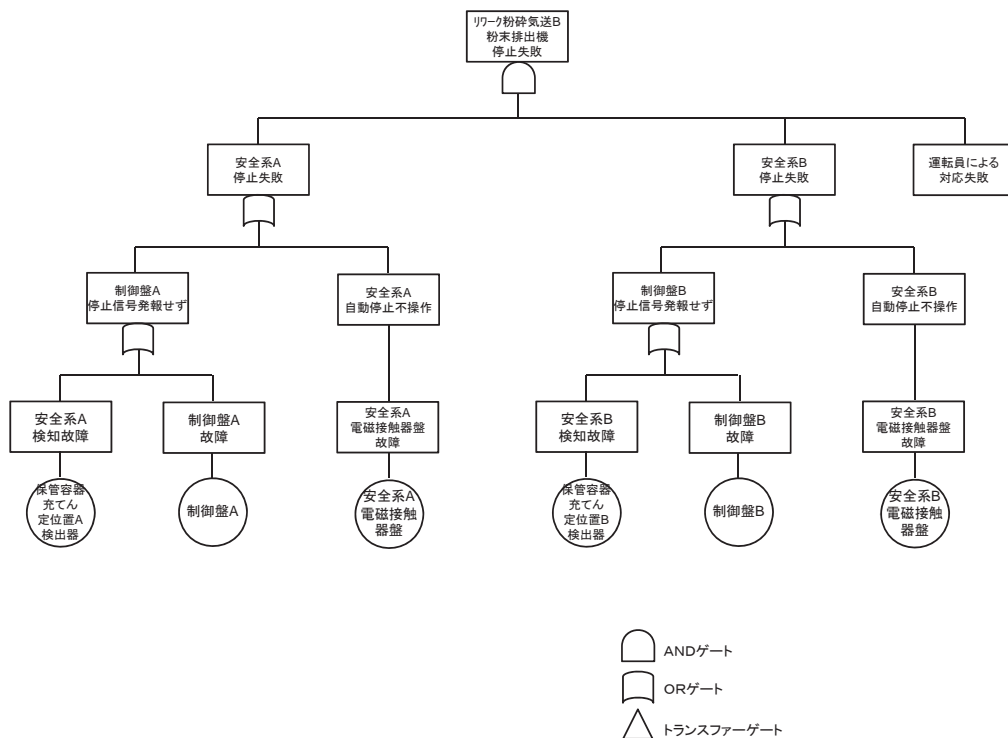 ﾘﾜｰｸ粉砕気送B
粉末排出機
停止失敗
安全系A
停止失敗
安全系B
停止失敗
運転員による
対応失敗
制御盤A
停止信号発報せず
安全系A
自動停止不操作
制御盤B
停止信号発報せず
安全系B
自動停止不操作
安全系A
検知故障
制御盤A
故障
安全系A
電磁接触器盤
故障
安全系B
検知故障
制御盤B
故障
安全系B
電磁接触器盤
故障
保管容器
充てん
定位置A
検出器
制御盤A
安全系A
電磁接触
器盤
保管容器
充てん
定位置B
検出器
制御盤B
安全系B
電磁接触
器盤
ANDゲート
ORゲート
トランスファーゲート